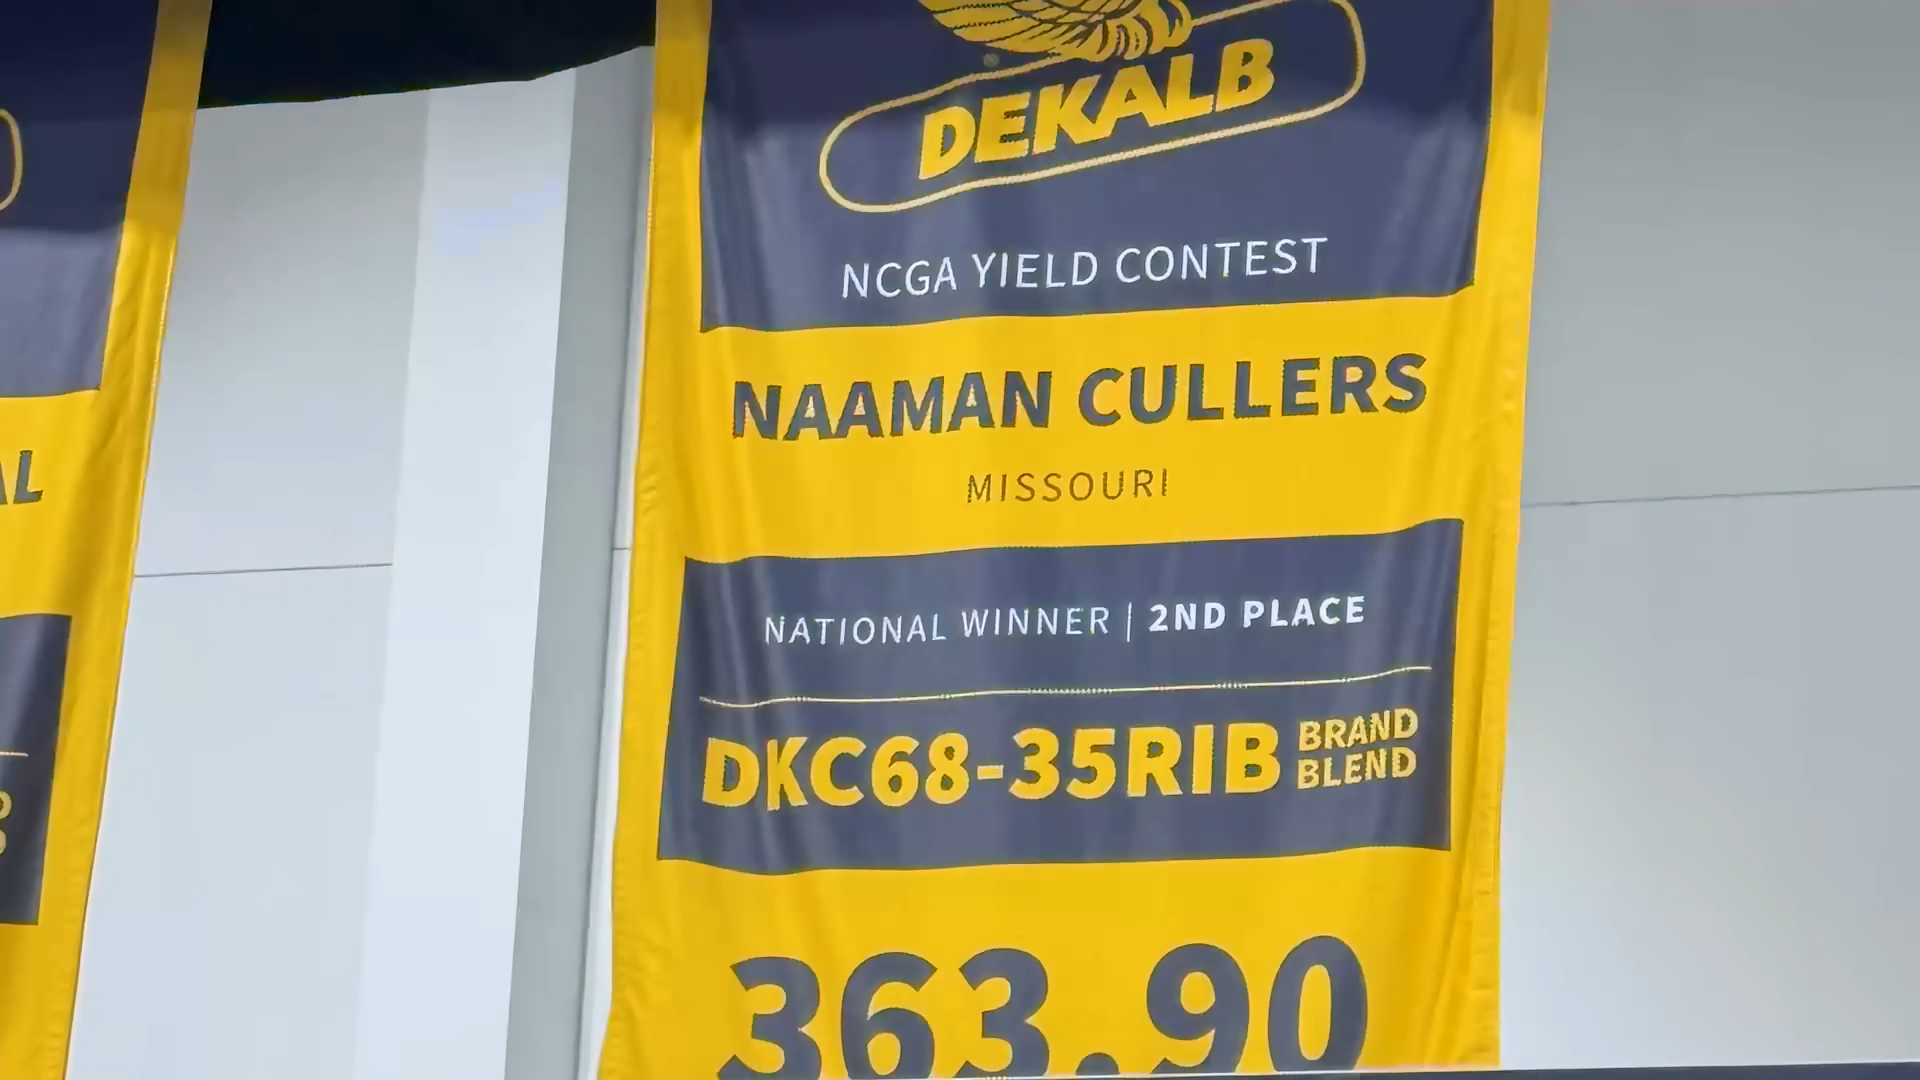 DEKALB
NCGA YIELD CONTEST
NAAMAN CULLERS
MISSOURI
NATIONAL WINNER | 2ND PLACE
DKC68-35RIB BRAND BLEND
363.90